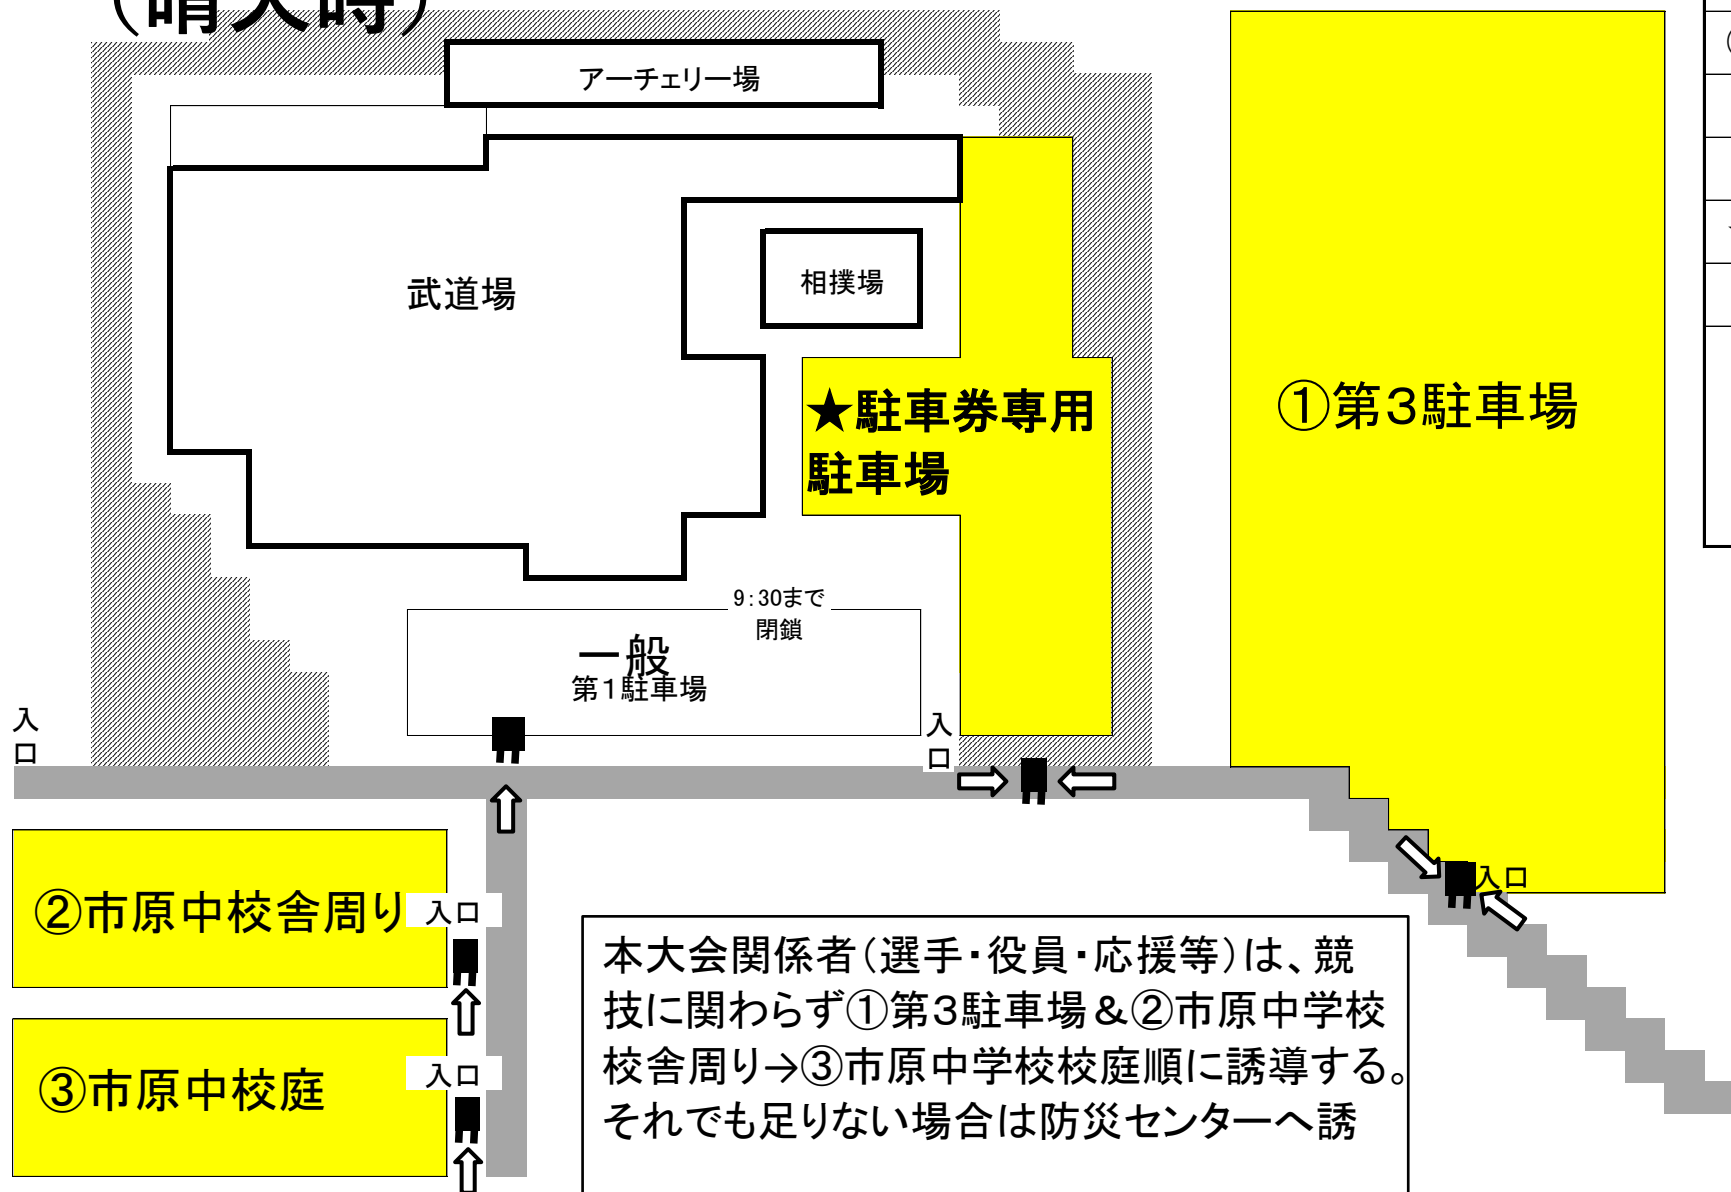 （晴天時）
アーチェリー場
武道場
相撲場
★駐車券専用
駐車場
①第３駐車場
9:30まで
閉鎖
一般
第１駐車場
入
口
入
口
入口
②市原中校舎周り
入口
③市原中校庭
入口
本大会関係者（選手・役員・応援等）は、競
技に関わらず①第３駐車場＆②市原中学校
校舎周り→③市原中学校校庭順に誘導する。
それでも足りない場合は防災センターへ誘